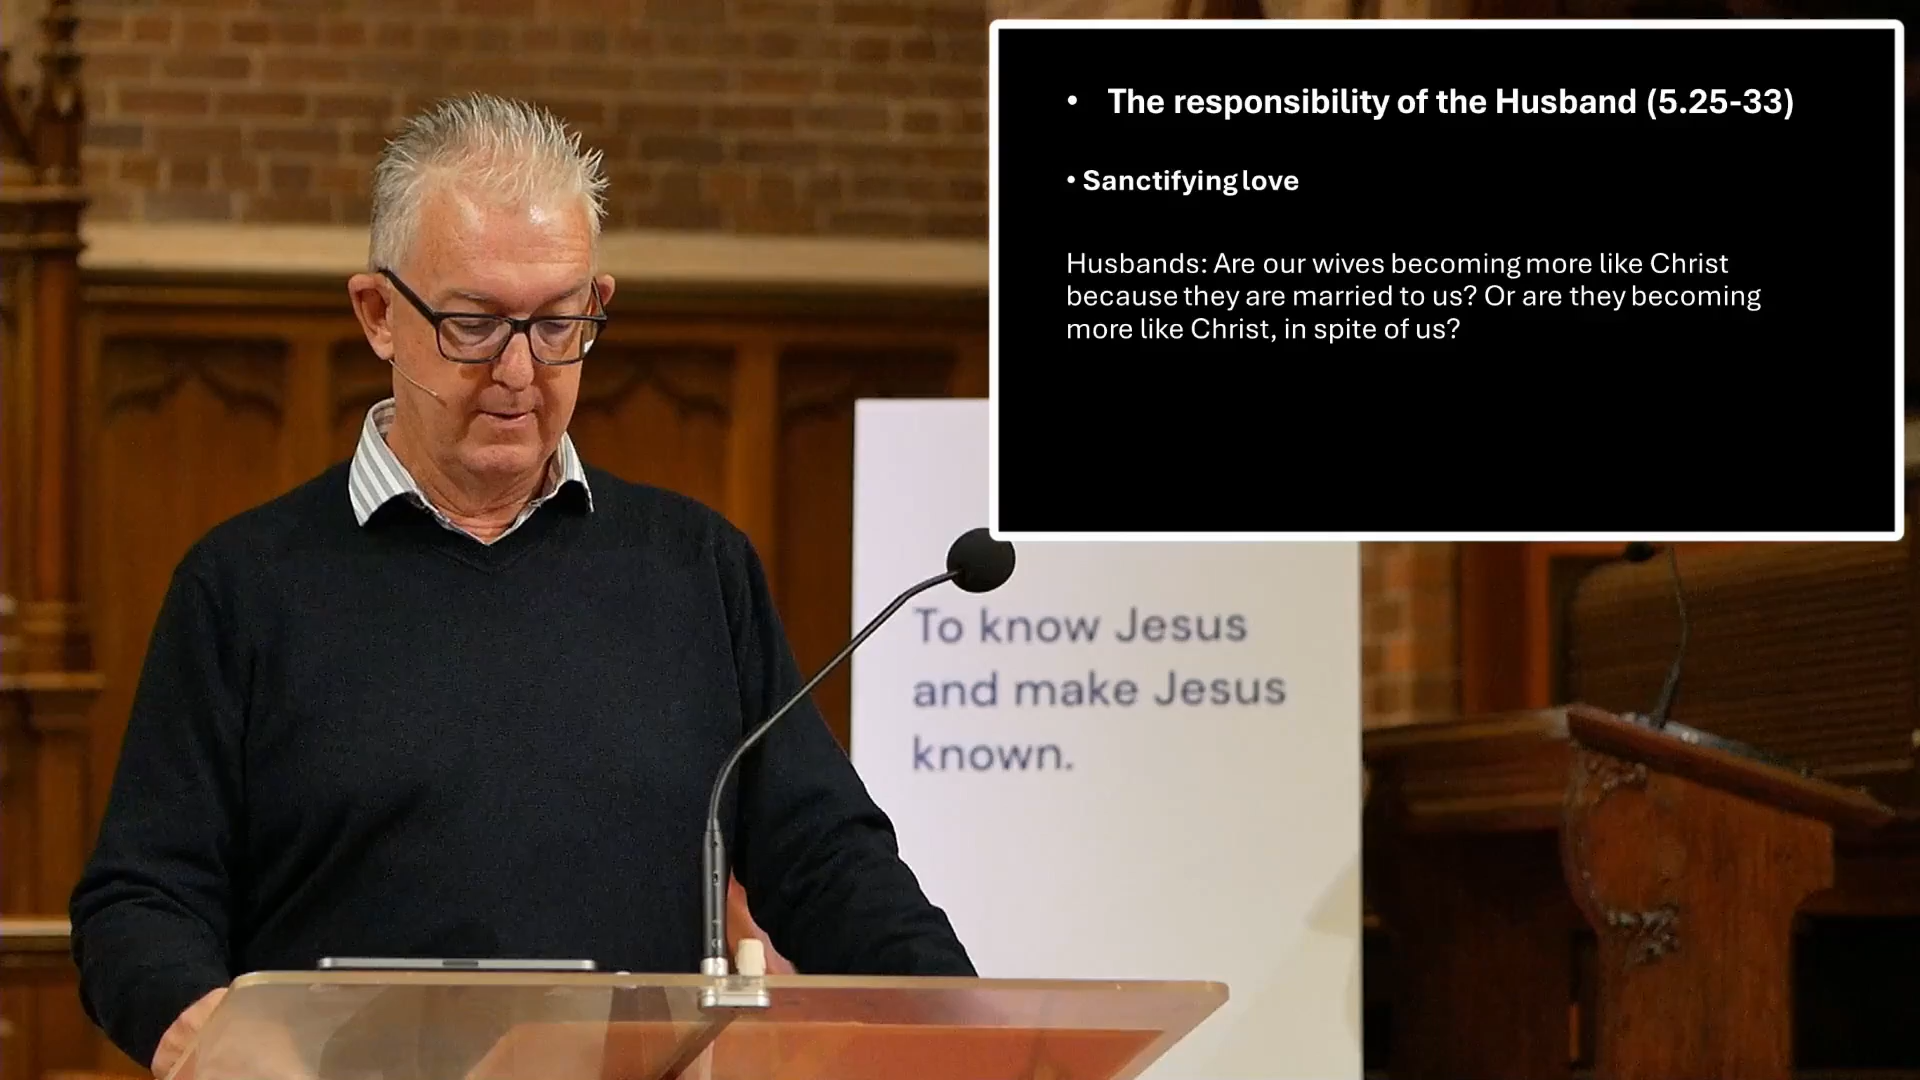 • The responsibility of the Husband (5.25-33)
• Sanctifying love
Husbands: Are our wives becoming more like Christ
because they are married to us? Or are they becoming
more like Christ, in spite of us?
To know Jesus
and make Jesus
known.